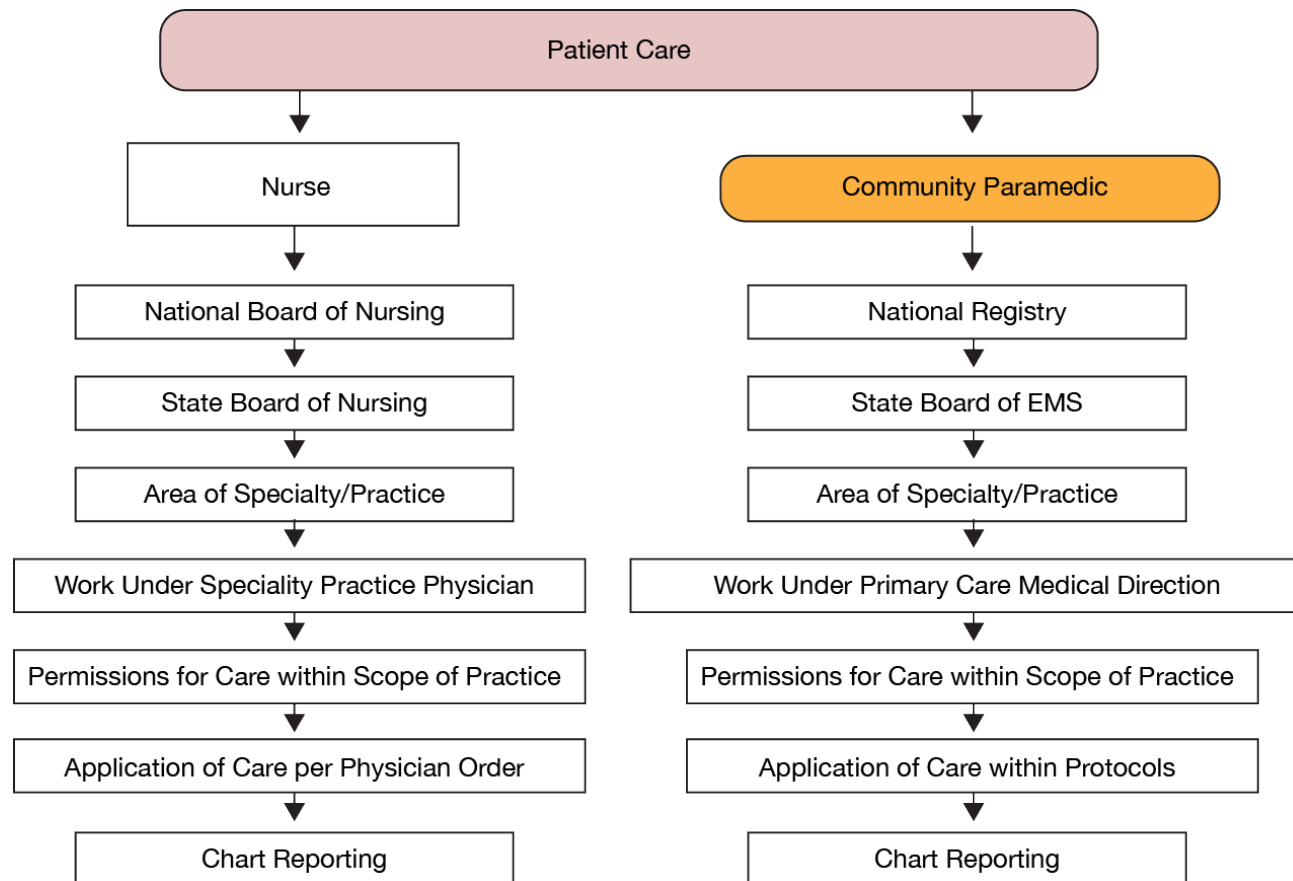 Patient Care
Nurse
Community Paramedic
National Board of Nursing
National Registry
State Board of Nursing
State Board of EMS
Area of Specialty/Practice
Area of Specialty/Practice
Work Under Speciality Practice Physician
Work Under Primary Care Medical Direction
Permissions for Care within Scope of Practice
Permissions for Care within Scope of Practice
Application of Care per Physician Order
Application of Care within Protocols
Chart Reporting
Chart Reporting